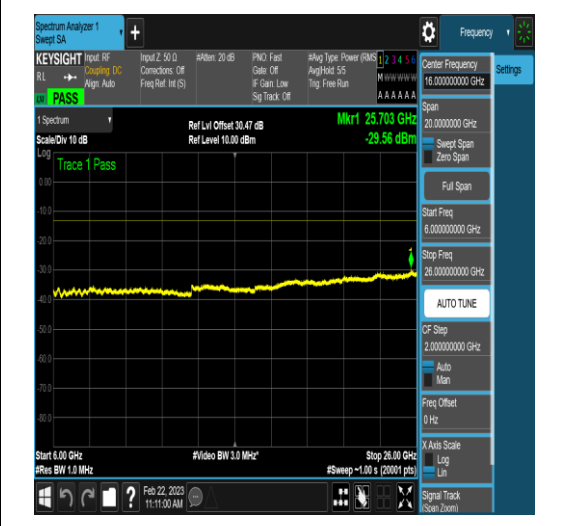 Spectrum Analyzer 1
Swept SA
+
Frequency
KEYSIGHT
RL
PASS
Input: RF
Coupling: DC
Align: Auto
Input Z: 50 Ω
Corrections: Off
Freq Ref: Int (S)
#Atten: 20 dB
PNO: Fast
Gate: Off
IF Gain: Low
Sig Track: Off
#Avg Type: Power (RMS
Avg|Hold: 5/5
Trig: Free Run
1 2 3 4 5 6
M W W W W W
A A A A A A
1 Spectrum
Scale/Div 10 dB
Ref Lvl Offset 30.47 dB
Ref Level 10.00 dBm
Mkr1 25.703 GHz
-29.56 dBm
Log
Trace 1 Pass
0.00
-10.0
-20.0
-30.0
-40.0
-50.0
-60.0
-70.0
-80.0
1
Start 6.00 GHz
#Res BW 1.0 MHz
#Video BW 3.0 MHz*
Stop 26.00 GHz
#Sweep ~1.00 s (20001 pts)
?
Feb 22, 2023
11:11:00 AM
Center Frequency
16.000000000 GHz
Settings
Span
20.0000000 GHz
Swept Span
Zero Span
Full Span
Start Freq
6.000000000 GHz
Stop Freq
26.000000000 GHz
AUTO TUNE
CF Step
2.000000000 GHz
Auto
Man
Freq Offset
0 Hz
X Axis Scale
Log
Lin
Signal Track
(Span Zoom)